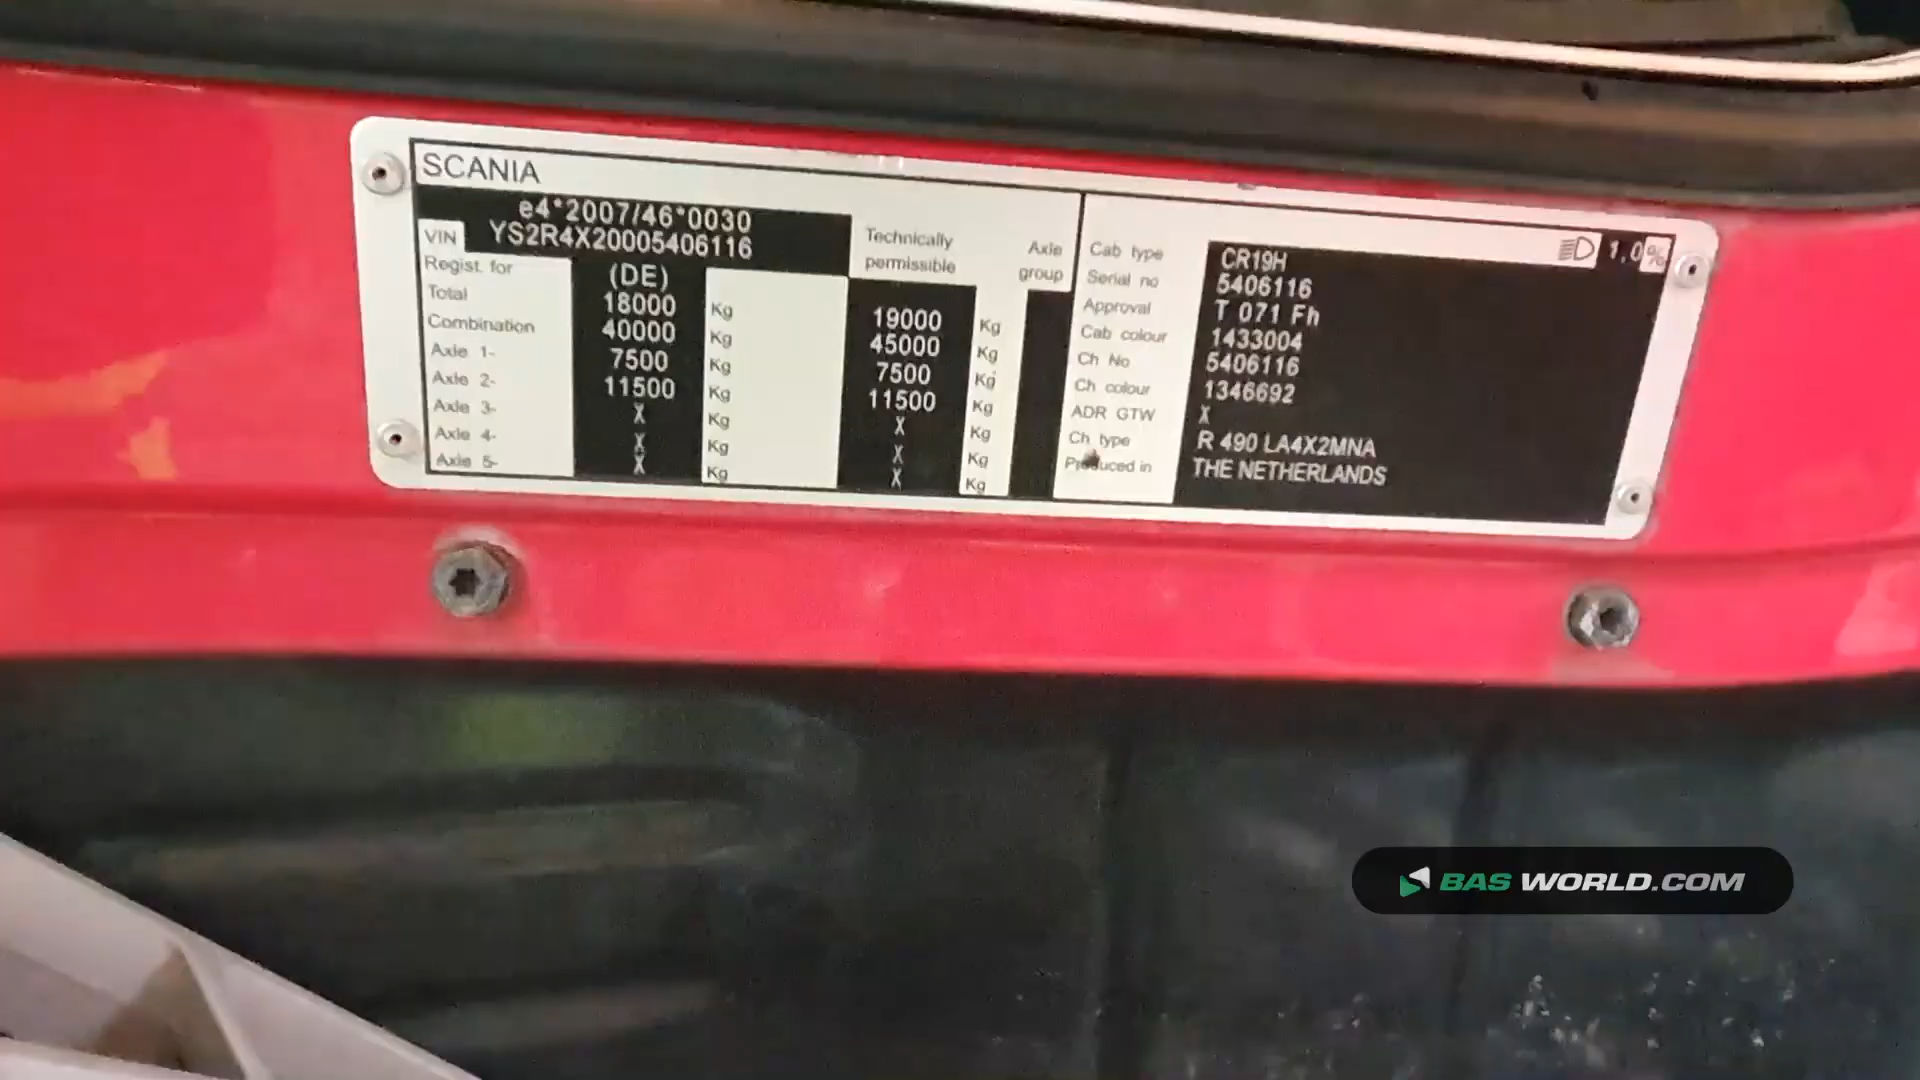 SCANIA
e4*2007/46*0030
VIN YS2R4X20005406116
Regist. for (DE)
Technically permissible
Axle group
Total 18000 Kg 19000 Kg
Combination 40000 Kg 45000 Kg
Axle 1- 7500 Kg 7500 Kg
Axle 2- 11500 Kg 11500 Kg
Axle 3- X Kg X Kg
Axle 4- X Kg X Kg
Axle 5- X Kg X Kg
1,0%
Cab type CR19H
Serial no 5406116
Approval T 071 Fh
Cab colour 1433004
Ch No 5406116
Ch colour 1346692
ADR GTW X
Ch type R 490 LA4X2MNA
Produced in THE NETHERLANDS
BAS WORLD.COM